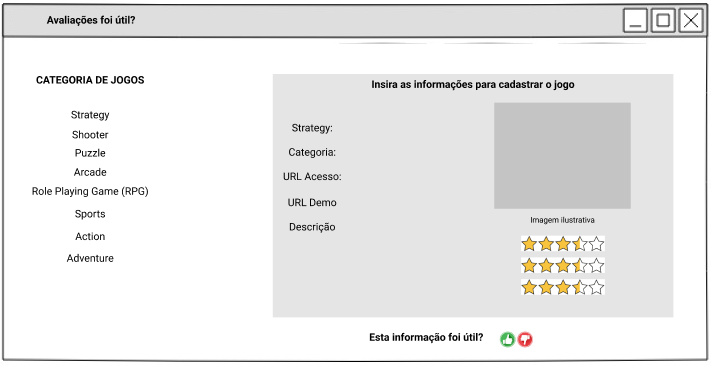 Avaliações foi útil?
CATEGORIA DE JOGOS
Strategy
Shooter
Puzzle
Arcade
Role Playing Game (RPG)
Sports
Action
Adventure
Insira as informações para cadastrar o jogo
Strategy:
Categoria:
URL Acesso:
URL Demo
Descrição
Imagem ilustrativa
Esta informação foi útil?